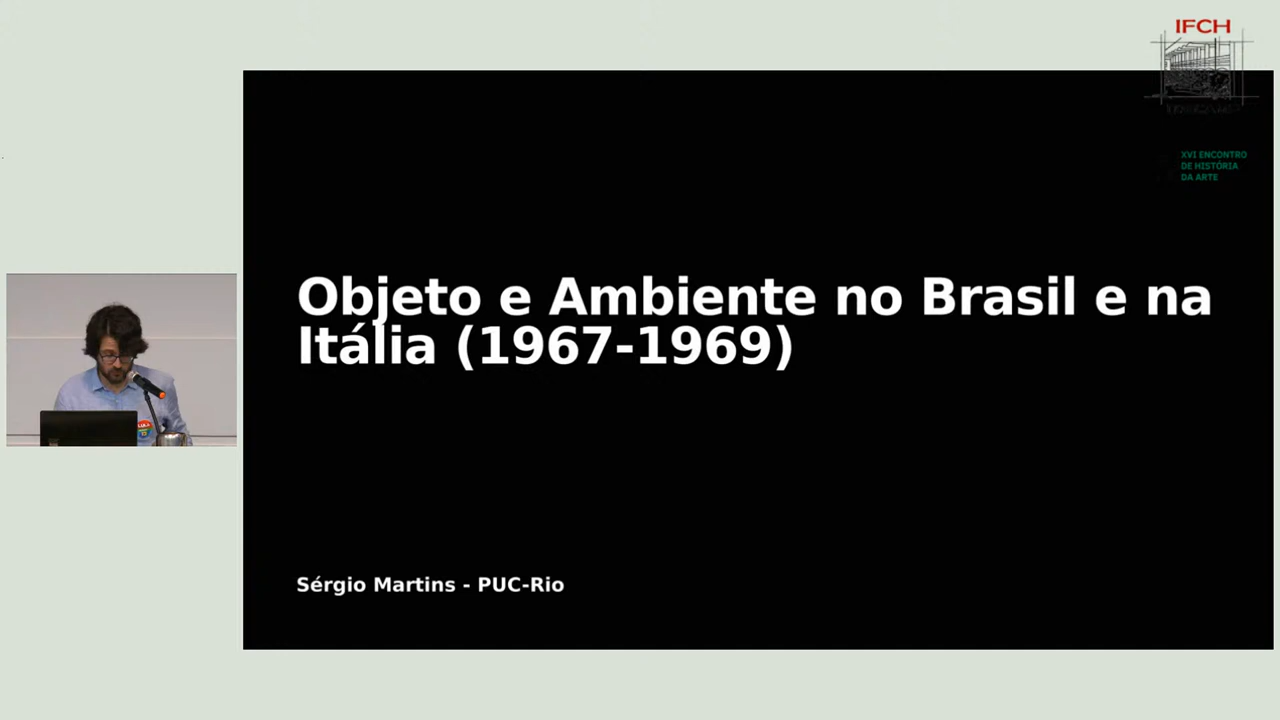 IFCH
XVI ENCONTRO
DE HISTÓRIA
DA ARTE
Objeto e Ambiente no Brasil e na
Itália (1967-1969)
Sérgio Martins - PUC-Rio